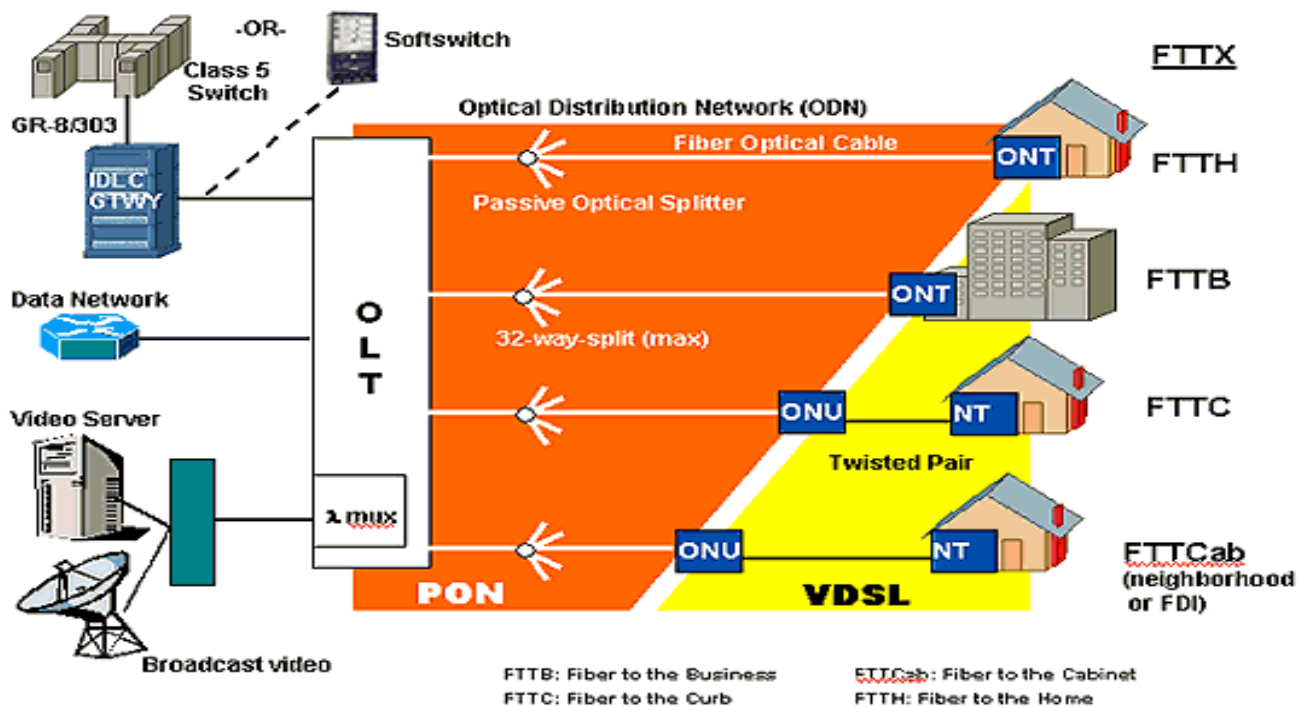 -OR-
Softswitch
Class 5
Switch
GR-8/303
IDLC
GTWY
Data Network
Video Server
Broadcast video
O
L
T
λ mux
Optical Distribution Network (ODN)
Fiber Optical Cable
Passive Optical Splitter
32-way-split (max)
ONT
ONT
ONU
NT
Twisted Pair
ONU
NT
PON
VDSL
FTTX
FTTH
FTTB
FTTC
FTTCab
(neighborhood
or FDI)
FTTB: Fiber to the Business
FTTCab: Fiber to the Cabinet
FTTC: Fiber to the Curb
FTTH: Fiber to the Home